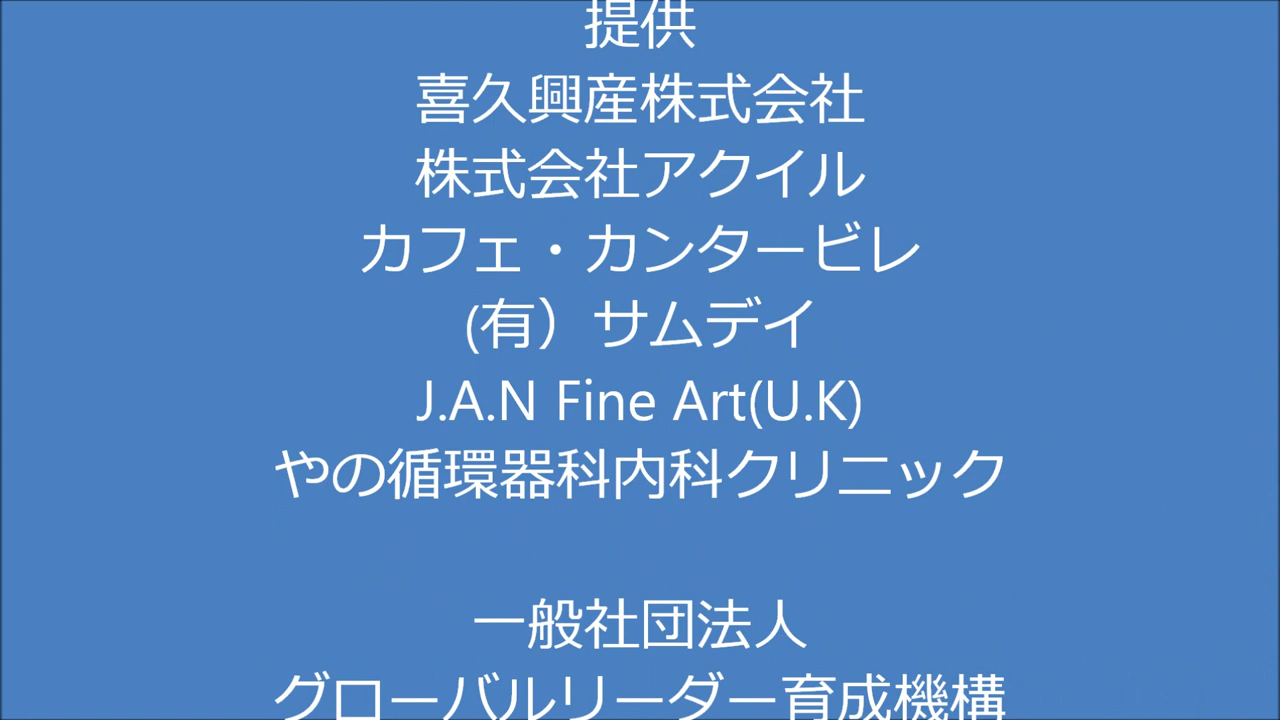 提供
喜久興産株式会社
株式会社アクイル
カフェ・カンタービレ
(有）サムデイ
J.A.N Fine Art(U.K)
やの循環器科内科クリニック
一般社団法人
グローバルリーダー育成機構